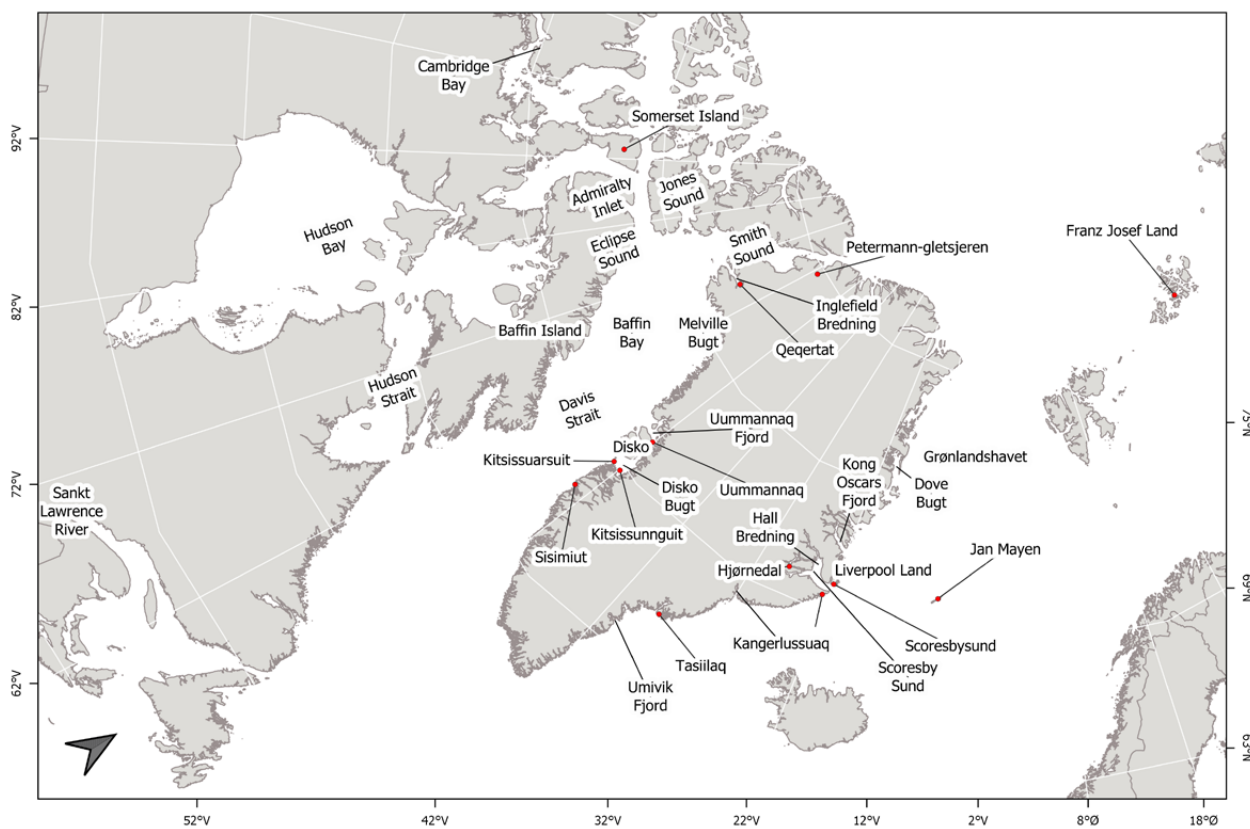 Cambridge
Bay
Somerset Island
92°V
Admiralty
Inlet
Jones
Sound
Hudson
Bay
Eclipse
Sound
Smith
Sound
Petermann-gletsjeren
Franz Josef Land
82°V
Inglefield
Bredning
Baffin Island
Baffin
Bay
Melville
Bugt
Qeqertat
Hudson
Strait
Davis
Strait
Uummannaq
Fjord
75°N
Disko
Kitsissuarsuit
Kong
Oscars
Fjord
Grønlandshavet
72°V
Uummannaq
Dove
Bugt
Sankt
Lawrence
River
Disko
Bugt
Hall
Bredning
Kitsissunnguit
Sisimiut
Hjørnedal
Liverpool Land
Jan Mayen
69°N
Kangerlussuaq
Scoresbysund
Tasiilaq
Scoresby
Sund
62°V
Umivik
Fjord
63°N
52°V
42°V
32°V
22°V
12°V
2°V
8°Ø
18°Ø